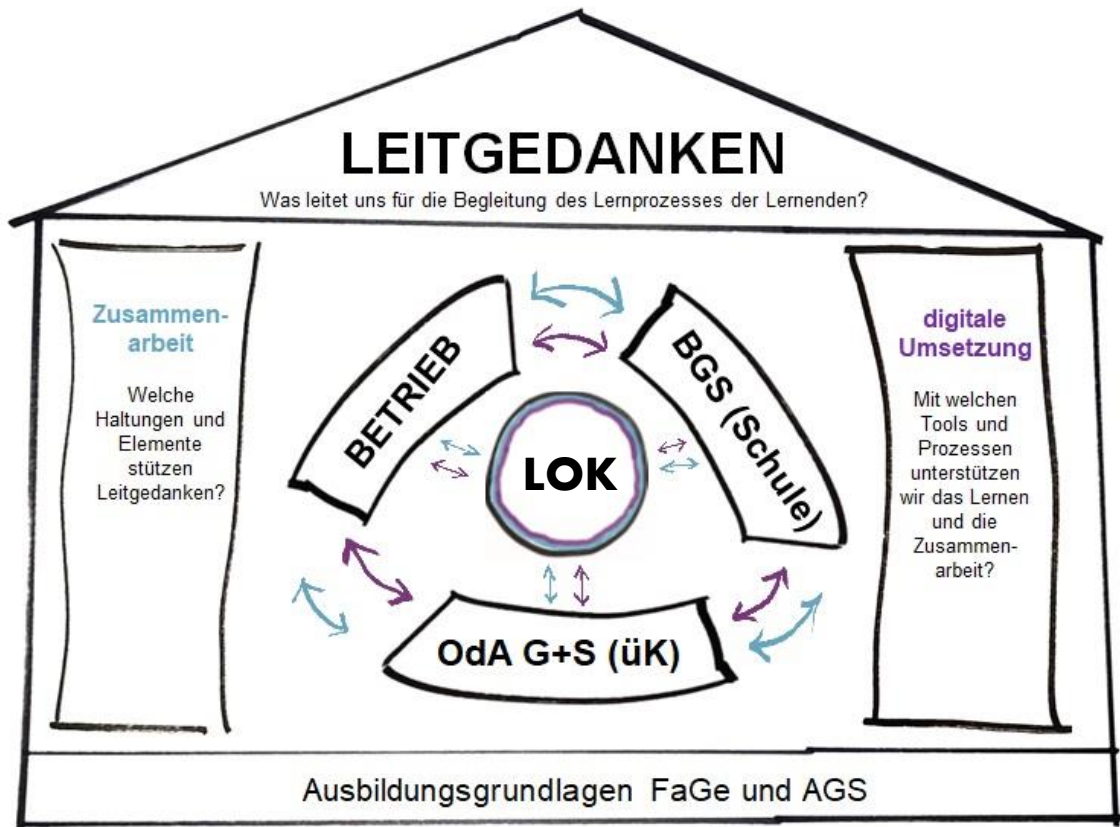 LEITGEDANKEN
Was leitet uns für die Begleitung des Lernprozesses der Lernenden?
Zusammen-
arbeit
Welche
Haltungen und
Elemente
stützen
Leitgedanken?
BETRIEB
BGS (Schule)
LOK
OdA G+S (üK)
digitale
Umsetzung
Mit welchen
Tools und
Prozessen
unterstützen
wir das Lernen
und die
Zusammen-
arbeit?
Ausbildungsgrundlagen FaGe und AGS